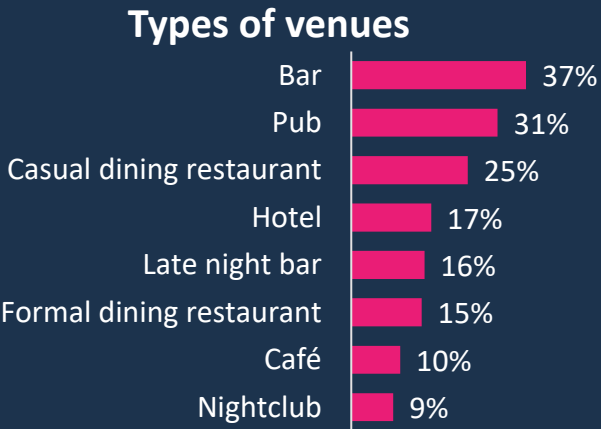 Types of venues
Bar 37%
Pub 31%
Casual dining restaurant 25%
Hotel 17%
Late night bar 16%
Formal dining restaurant 15%
Café 10%
Nightclub 9%